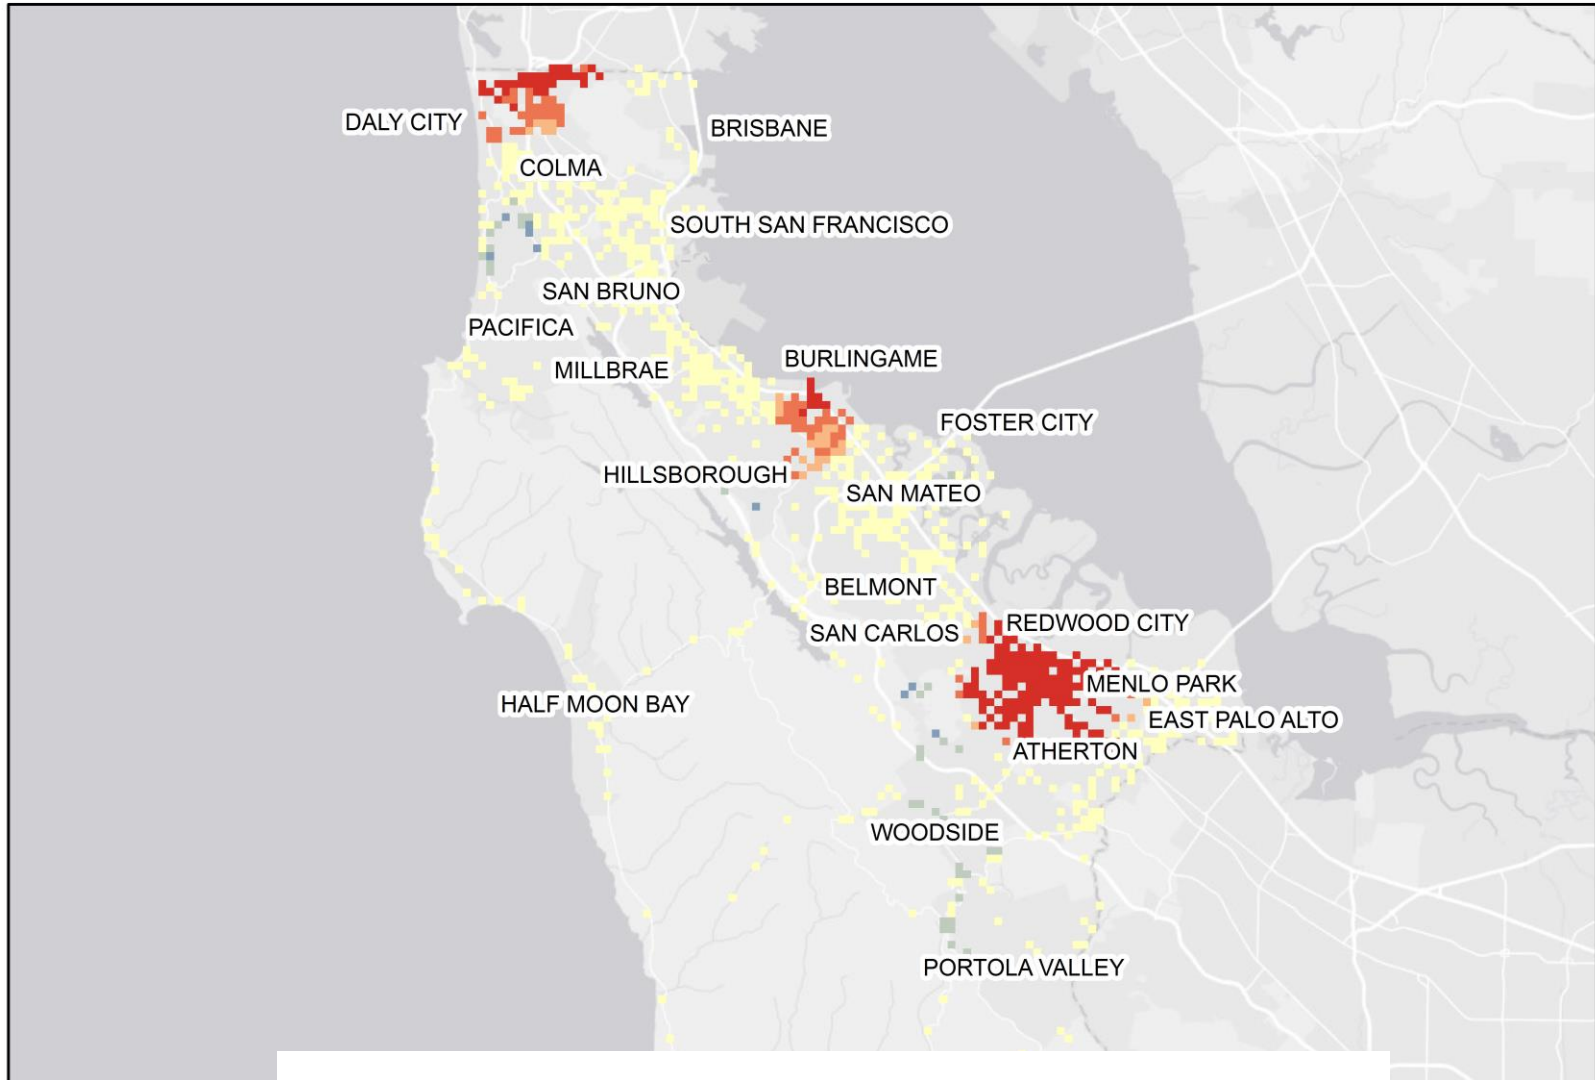 DALY CITY
BRISBANE
COLMA
SOUTH SAN FRANCISCO
SAN BRUNO
PACIFICA
MILLBRAE
BURLINGAME
FOSTER CITY
HILLSBOROUGH
SAN MATEO
BELMONT
SAN CARLOS
REDWOOD CITY
MENLO PARK
HALF MOON BAY
EAST PALO ALTO
ATHERTON
WOODSIDE
PORTOLA VALLEY